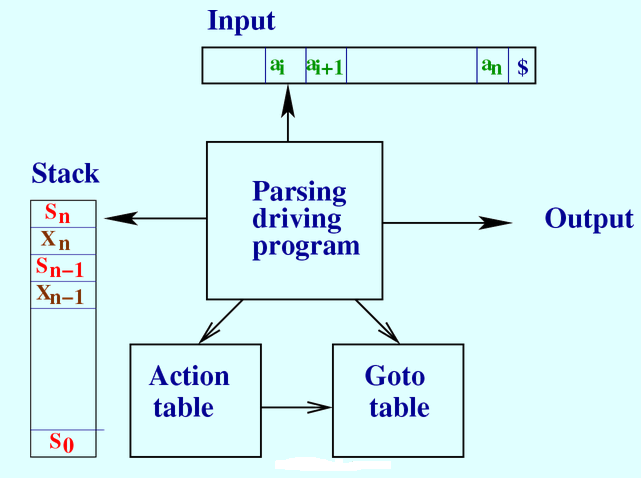 Input
ai ai+1 an $
Stack
Sn
Xn
Sn−1
Xn−1
S0
Parsing
driving
program
Output
Action
table
Goto
table